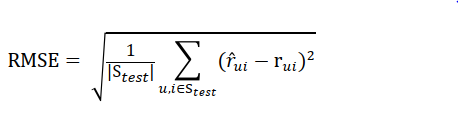 RMSE = √(1/|S_test| ∑_{u,i∈S_test} (r̂_ui − r_ui)²)